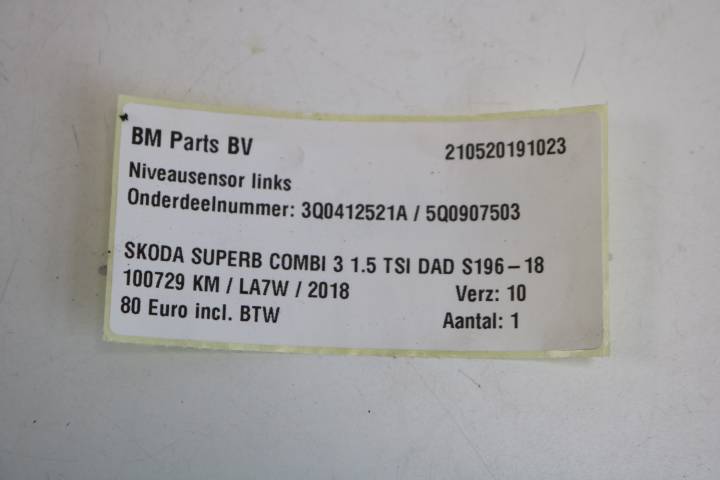 BM Parts BV 210520191023
Niveausensor links
Onderdeelnummer: 3Q0412521A / 5Q0907503
SKODA SUPERB COMBI 3 1.5 TSI DAD S196-18
100729 KM / LA7W / 2018 Verz: 10
80 Euro incl. BTW Aantal: 1